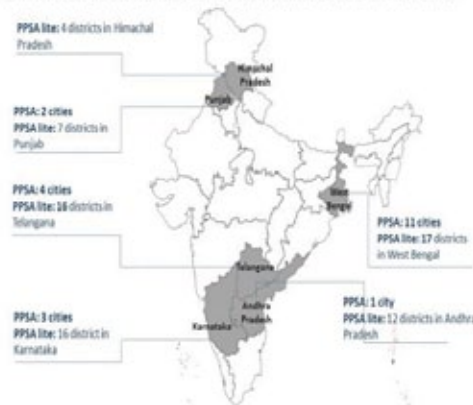 PPSA lite: 4 districts in Himachal
Pradesh
Himachal
Pradesh
Punjab
PPSA: 2 cities
PPSA lite: 7 districts in
Punjab
PPSA: 4 cities
PPSA lite: 16 districts in
Telangana
West
Bengal
PPSA: 11 cities
PPSA lite: 17 districts
in West Bengal
Telangana
Andhra
Pradesh
Karnataka
PPSA: 3 cities
PPSA lite: 16 district in
Karnataka
PPSA: 1 city
PPSA lite: 12 districts in Andhra
Pradesh